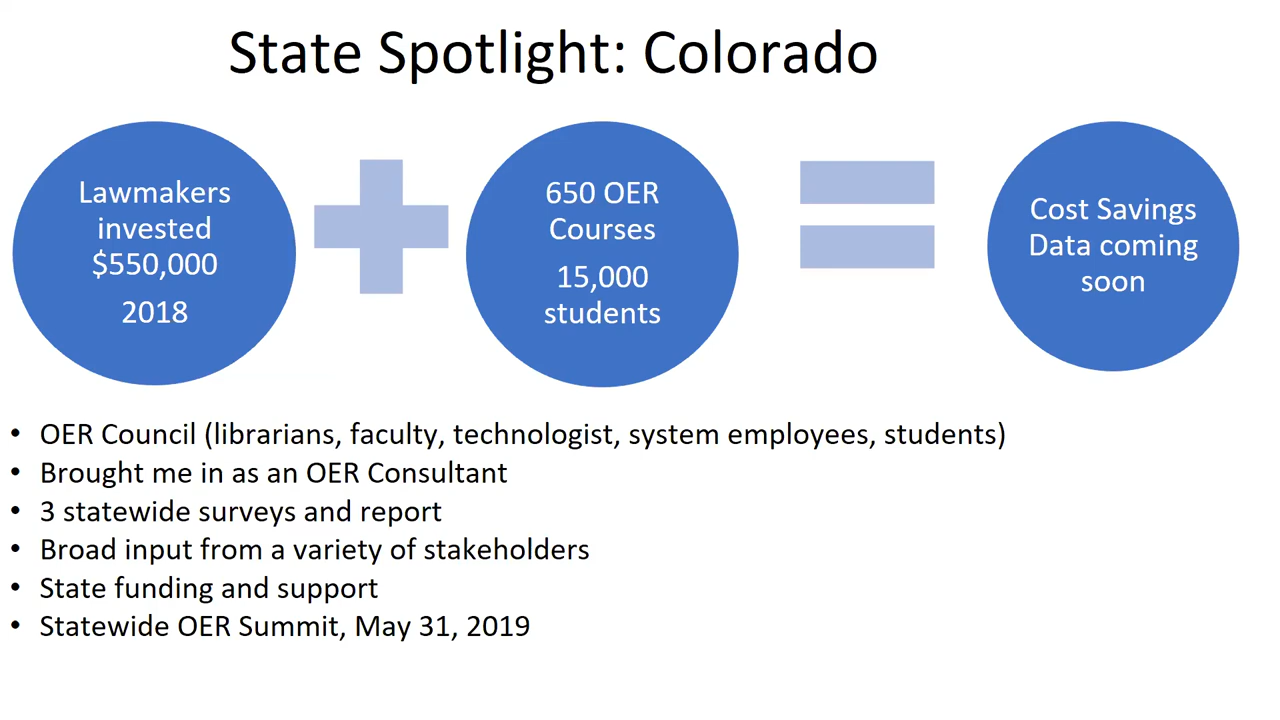 State Spotlight: Colorado
Lawmakers
invested
$550,000
2018
650 OER
Courses
15,000
students
Cost Savings
Data coming
soon
• OER Council (librarians, faculty, technologist, system employees, students)
• Brought me in as an OER Consultant
• 3 statewide surveys and report
• Broad input from a variety of stakeholders
• State funding and support
• Statewide OER Summit, May 31, 2019